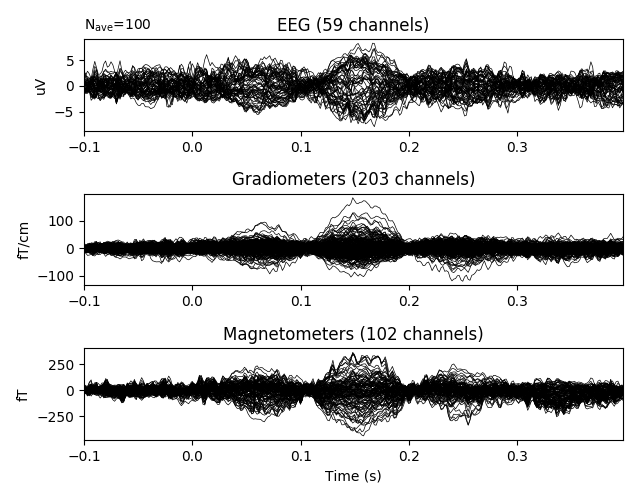 N_ave=100
EEG (59 channels)
uV
5
0
−5
−0.1 0.0 0.1 0.2 0.3
Gradiometers (203 channels)
fT/cm
100
0
−100
−0.1 0.0 0.1 0.2 0.3
Magnetometers (102 channels)
fT
250
0
−250
−0.1 0.0 0.1 0.2 0.3
Time (s)